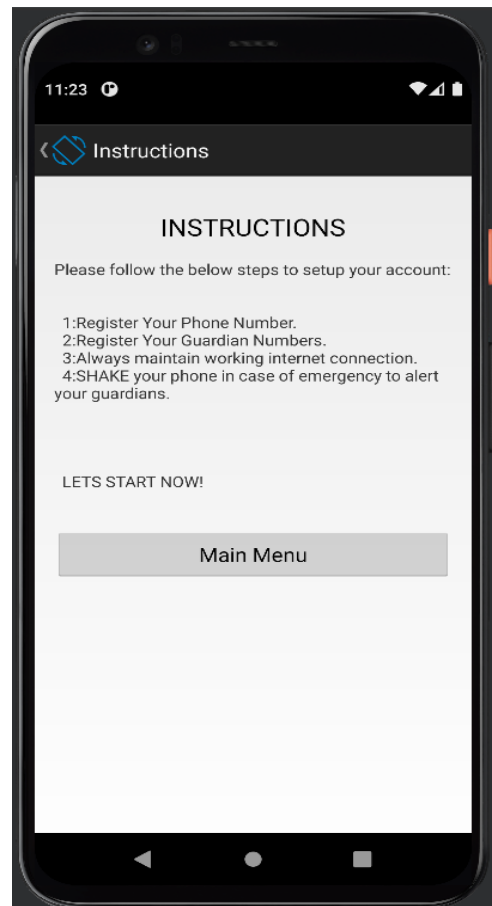 11:23
Instructions
INSTRUCTIONS
Please follow the below steps to setup your account:
1:Register Your Phone Number.
2:Register Your Guardian Numbers.
3:Always maintain working internet connection.
4:SHAKE your phone in case of emergency to alert
your guardians.
LETS START NOW!
Main Menu